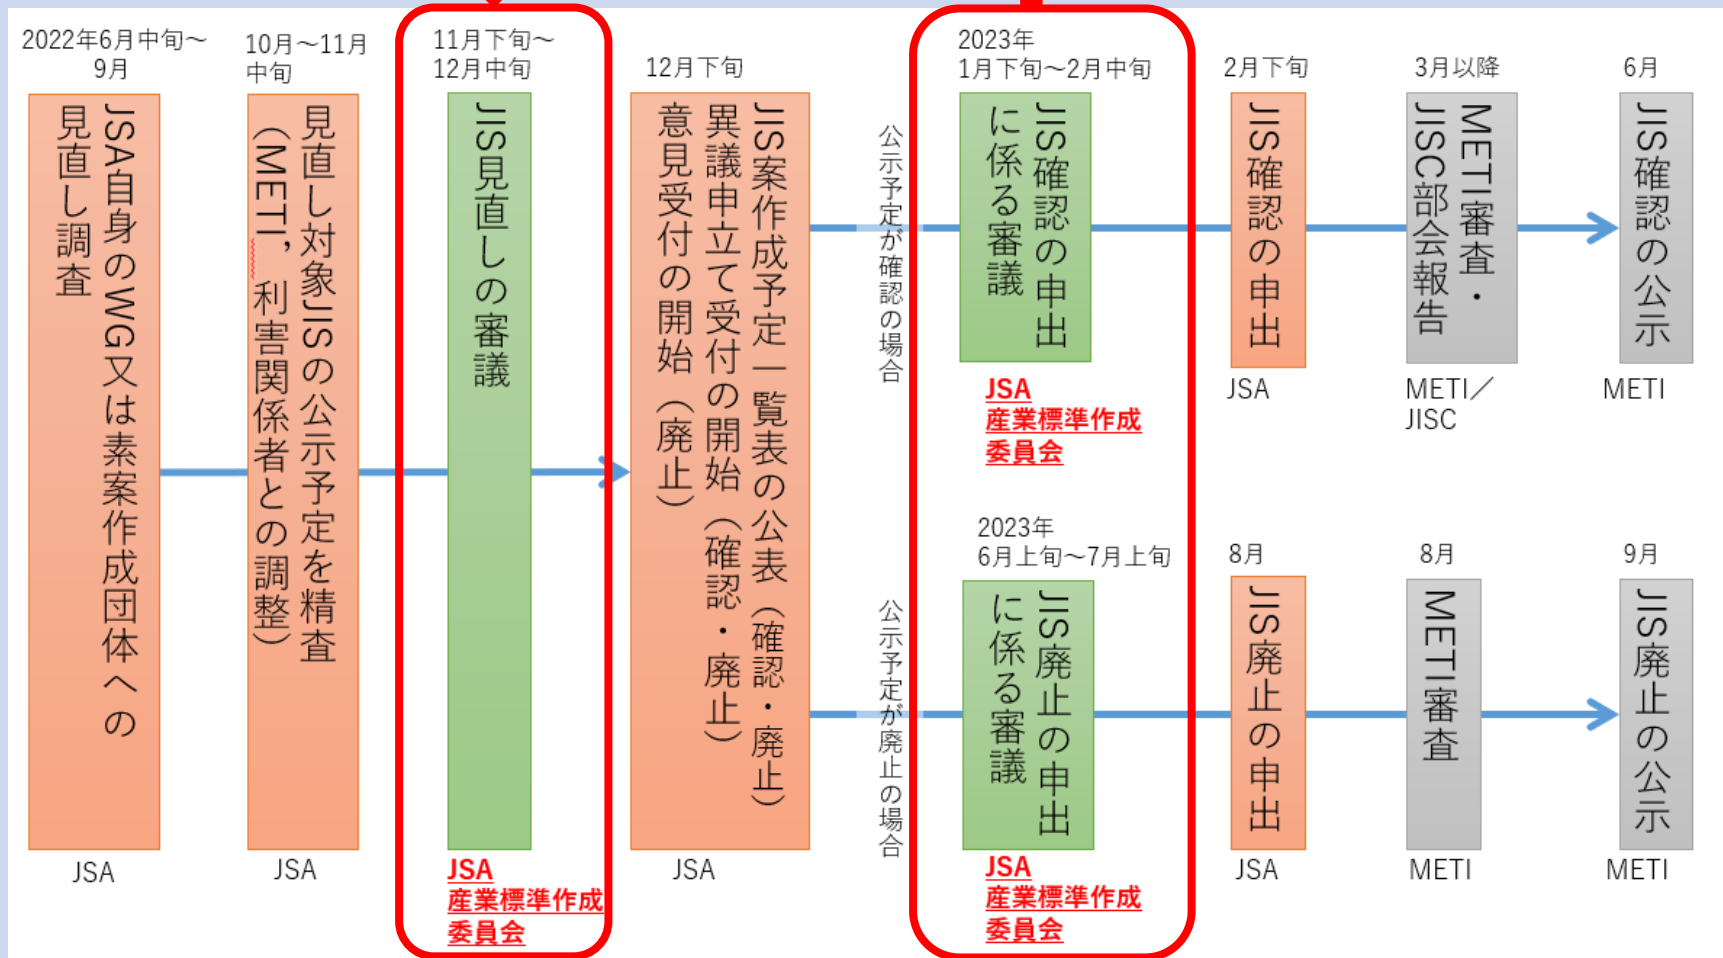 2022年6月中旬～
9月
JSA自身のWG又は素案作成団体への
見直し調査
JSA
10月～11月
中旬
見直し対象JISの公示予定を精査
（METI，利害関係者との調整）
JSA
11月下旬～
12月中旬
JIS見直しの審議
JSA
産業標準作成
委員会
12月下旬
JIS案作成予定一覧表の公表（確認・廃止）
異議申立て受付の開始（確認・廃止）
意見受付の開始（廃止）
JSA
公示予定が確認の場合
2023年
1月下旬～2月中旬
JIS確認の申出
に係る審議
JSA
産業標準作成
委員会
2月下旬
JIS確認の申出
JSA
3月以降
METI審査・
JISC部会報告
METI／
JISC
6月
JIS確認の公示
METI
公示予定が廃止の場合
2023年
6月上旬～7月上旬
JIS廃止の申出
に係る審議
JSA
産業標準作成
委員会
8月
JIS廃止の申出
JSA
8月
METI審査
METI
9月
JIS廃止の公示
METI